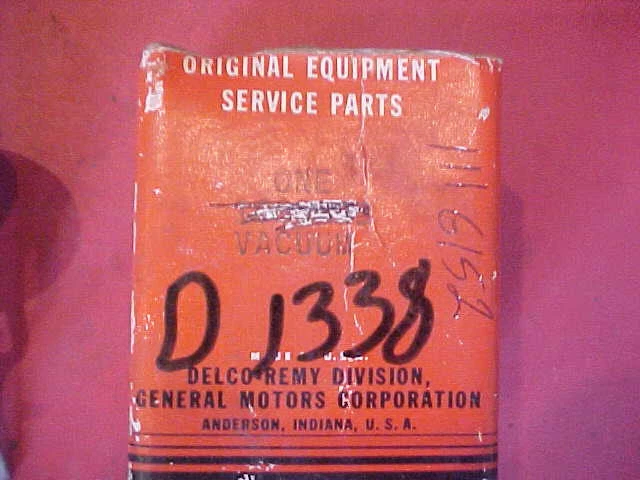 ORIGINAL EQUIPMENT
SERVICE PARTS
ONE
VACUUM
1116152
D 1338
U.S.A.
DELCO-REMY DIVISION,
GENERAL MOTORS CORPORATION
ANDERSON, INDIANA, U. S. A.